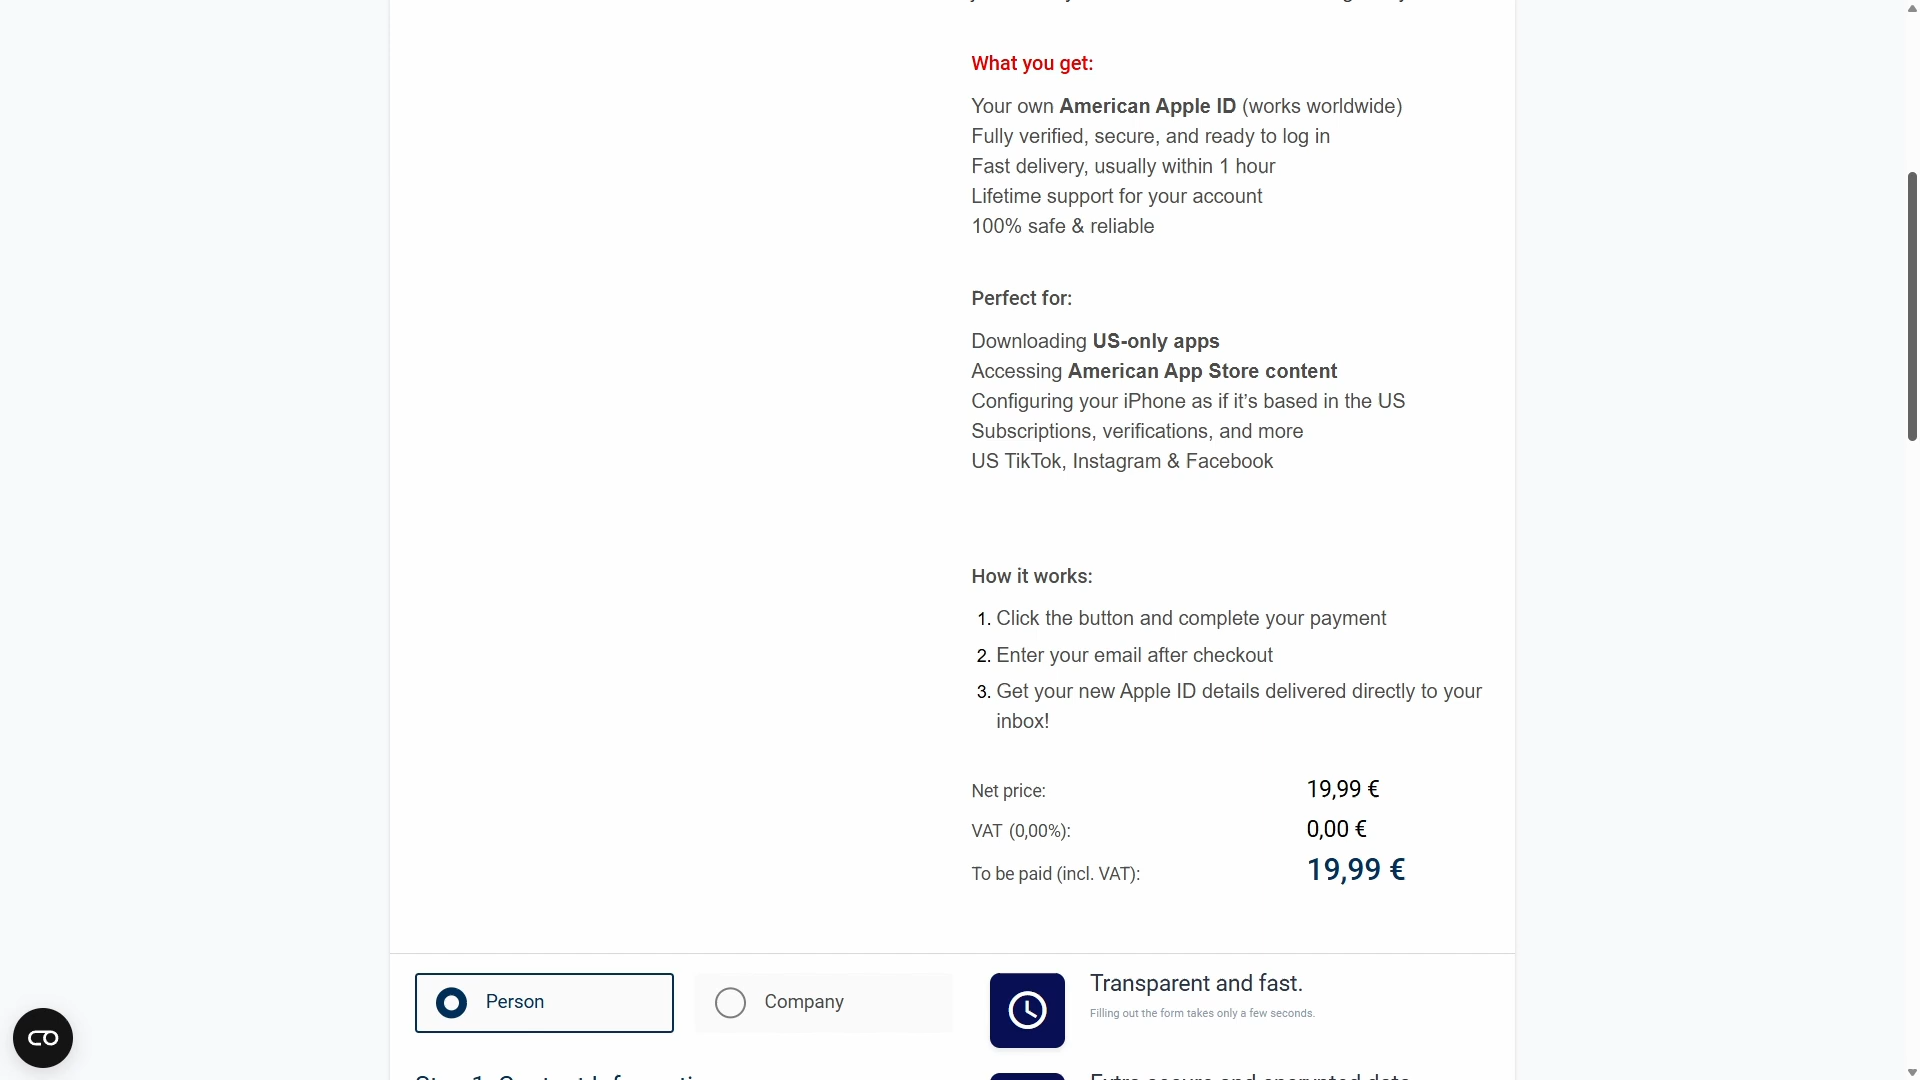 What you get:
Your own American Apple ID (works worldwide)
Fully verified, secure, and ready to log in
Fast delivery, usually within 1 hour
Lifetime support for your account
100% safe & reliable
Perfect for:
Downloading US-only apps
Accessing American App Store content
Configuring your iPhone as if it's based in the US
Subscriptions, verifications, and more
US TikTok, Instagram & Facebook
How it works:
1. Click the button and complete your payment
2. Enter your email after checkout
3. Get your new Apple ID details delivered directly to your
inbox!
Net price: 19,99 €
VAT (0,00%): 0,00 €
To be paid (incl. VAT): 19,99 €
Person
Company
Transparent and fast.
Filling out the form takes only a few seconds.